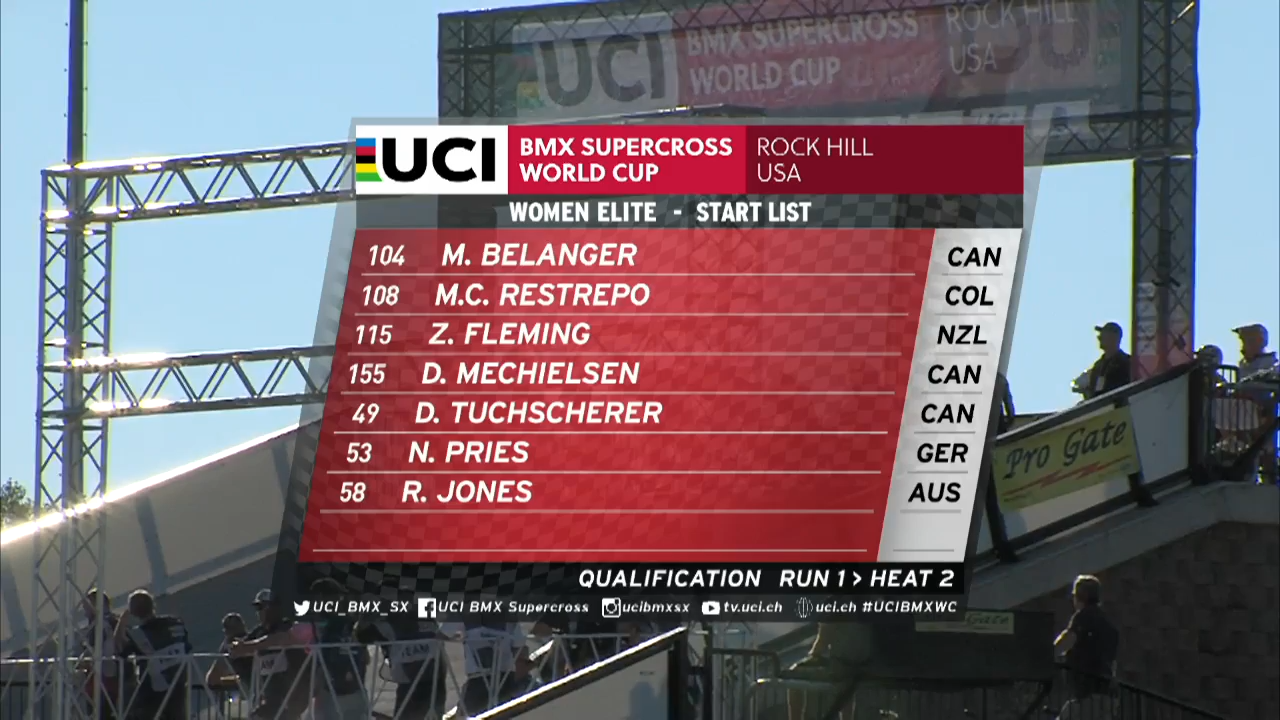 UCI BMX SUPERCROSS ROCK HILL
WORLD CUP USA
UCI BMX SUPERCROSS ROCK HILL
WORLD CUP USA
WOMEN ELITE - START LIST
104 M. BELANGER CAN
108 M.C. RESTREPO COL
115 Z. FLEMING NZL
155 D. MECHIELSEN CAN
49 D. TUCHSCHERER CAN
53 N. PRIES GER
58 R. JONES AUS
Pro Gate
QUALIFICATION RUN 1 > HEAT 2
UCI_BMX_SX UCI BMX Supercross ucibmxsx tv.uci.ch uci.ch #UCIBMXWC